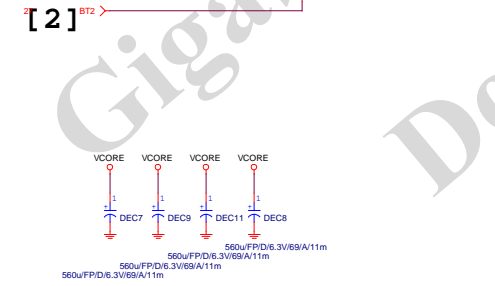 [2]
BT2
Giga
Do
VCORE VCORE VCORE VCORE
1 1 1 1
+ + + +
DEC7 DEC9 DEC11 DEC8
560u/FP/D/6.3V/69/A/11m
560u/FP/D/6.3V/69/A/11m
560u/FP/D/6.3V/69/A/11m
560u/FP/D/6.3V/69/A/11m